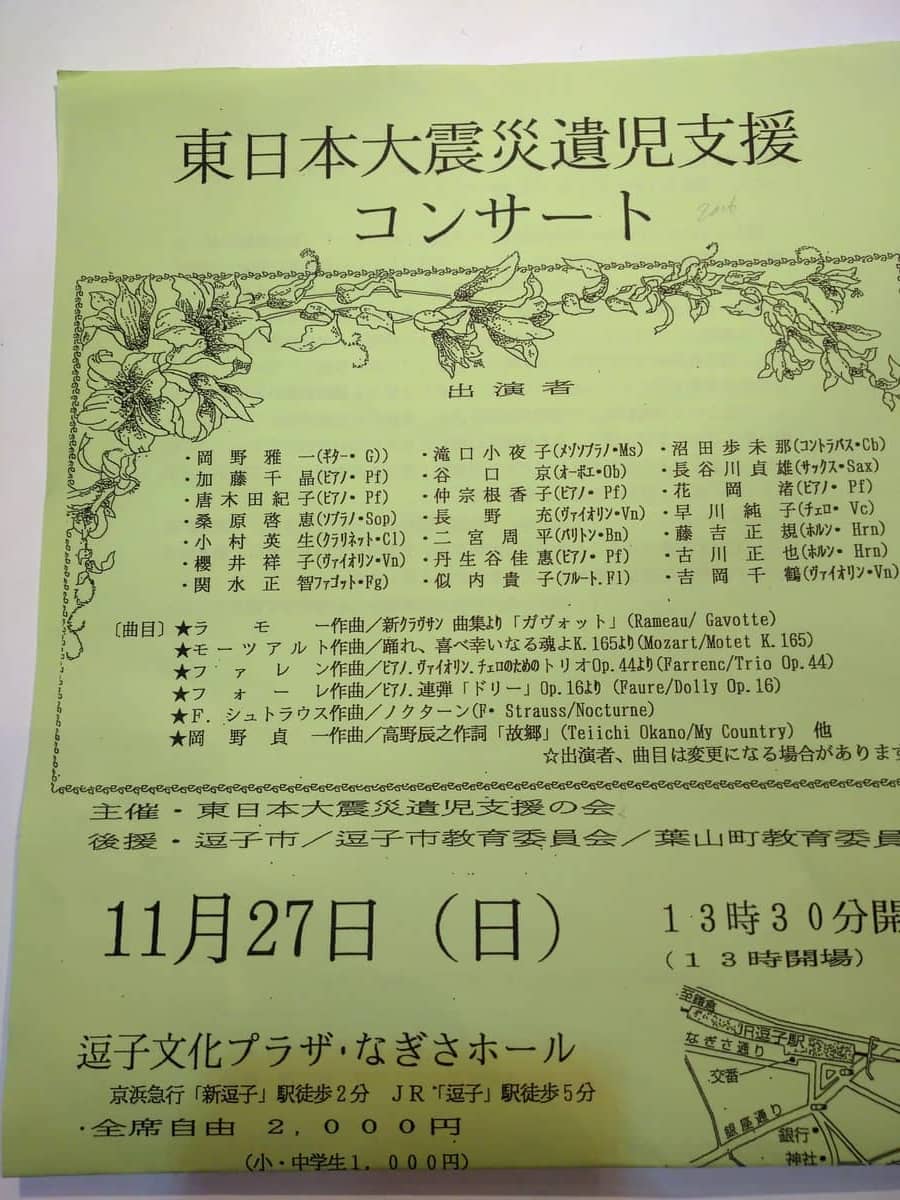 東日本大震災遺児支援
コンサート
2016
出演者
・岡野雅一(ギター・G)) ・滝口小夜子(メゾソプラノ・Ms) ・沼田歩未那(コントラバス・Cb)
・加藤千晶(ピアノ・Pf) ・谷口京(オーボエ・Ob) ・長谷川貞雄(サックス・Sax)
・唐木田紀子(ピアノ・Pf) ・仲宗根香子(ピアノ・Pf) ・花岡渚(ピアノ・Pf)
・桑原啓恵(ソプラノ・Sop) ・長野充(ヴァイオリン・Vn) ・早川純子(チェロ・Vc)
・小村英生(クラリネット・Cl) ・二宮周平(バリトン・Bn) ・藤吉正規(ホルン・Hrn)
・櫻井祥子(ヴァイオリン・Vn) ・丹生谷佳惠(ピアノ・Pf) ・古川正也(ホルン・Hrn)
・関水正智ファゴット・Fg) ・似内貴子(フルート.Fl) ・吉岡千鶴(ヴァイオリン・Vn)
〔曲目〕★ラモー作曲／新クラヴサン曲集より「ガヴォット」(Rameau/ Gavotte)
★モーツアルト作曲／踊れ、喜べ幸いなる魂よK.165より(Mozart/Motet K.165)
★ファレン作曲／ピアノ.ヴァイオリン.チェロのためのトリオOp.44より(Farrenc/Trio Op.44)
★フォーレ作曲／ピアノ.連弾「ドリー」Op.16より (Faure/Dolly Op.16)
★F. シュトラウス作曲／ノクターン(F・ Strauss/Nocturne)
★岡野貞一作曲／高野辰之作詞「故郷」(Teiichi Okano/My Country) 他
☆出演者、曲目は変更になる場合があります
主催・東日本大震災遺児支援の会
後援・逗子市／逗子市教育委員会／葉山町教育委員
11月27日（日） 13時30分開
（13時開場）
逗子文化プラザ・なぎさホール
京浜急行「新逗子」駅徒歩2分 JR「逗子」駅徒歩5分
・全席自由 2,000円
(小・中学生1,000円)
至鎌倉
JR逗子駅
なぎさ通り
交番
銀座通り
銀行
神社